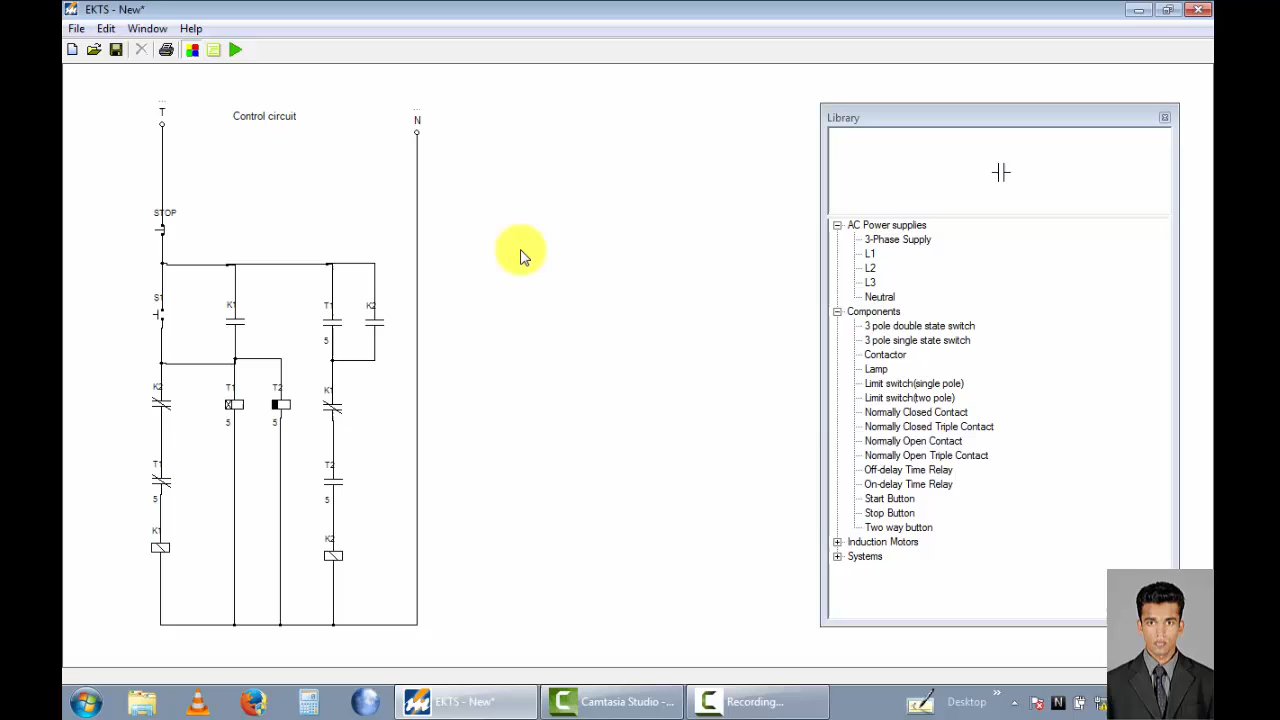 EKTS - New*
File Edit Window Help
... T
Control circuit
... N
STOP
S1
K1
T1
K2
5
K2
T1
T2
K1
5
5
T1
T2
5
5
K1
K2
Library
AC Power supplies
3-Phase Supply
L1
L2
L3
Neutral
Components
3 pole double state switch
3 pole single state switch
Contactor
Lamp
Limit switch(single pole)
Limit switch(two pole)
Normally Closed Contact
Normally Closed Triple Contact
Normally Open Contact
Normally Open Triple Contact
Off-delay Time Relay
On-delay Time Relay
Start Button
Stop Button
Two way button
Induction Motors
Systems
EKTS - New*
Camtasia Studio -...
Recording...
Desktop
N